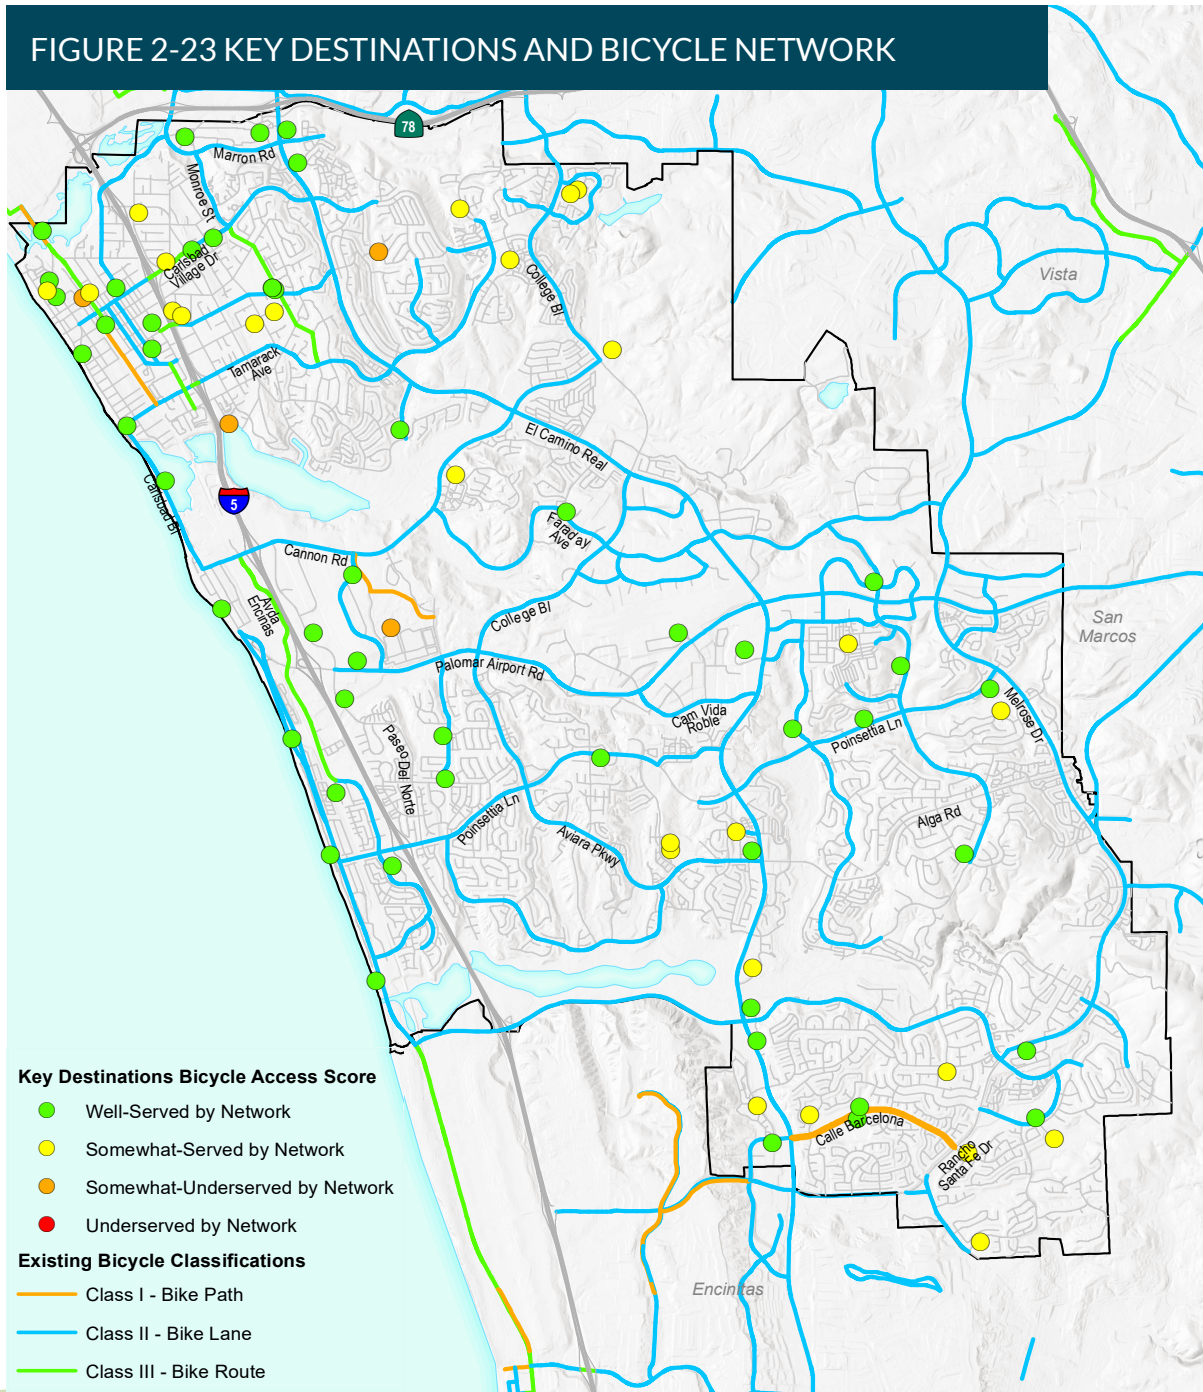 FIGURE 2-23 KEY DESTINATIONS AND BICYCLE NETWORK
78
Marron Rd
Monroe St
Carlsbad
Village Dr
College Bl
Vista
Tamarack
Ave
El Camino Real
Carlsbad Bl
5
Faraday
Ave
Cannon Rd
Avda
Encinas
College Bl
San
Marcos
Palomar Airport Rd
Cam Vida
Roble
Melrose Dr
Poinsettia Ln
Paseo Del Norte
Poinsettia Ln
Aviara Pkwy
Alga Rd
Calle Barcelona
Rancho
Santa Fe Dr
Encinitas
Key Destinations Bicycle Access Score
Well-Served by Network
Somewhat-Served by Network
Somewhat-Underserved by Network
Underserved by Network
Existing Bicycle Classifications
Class I - Bike Path
Class II - Bike Lane
Class III - Bike Route